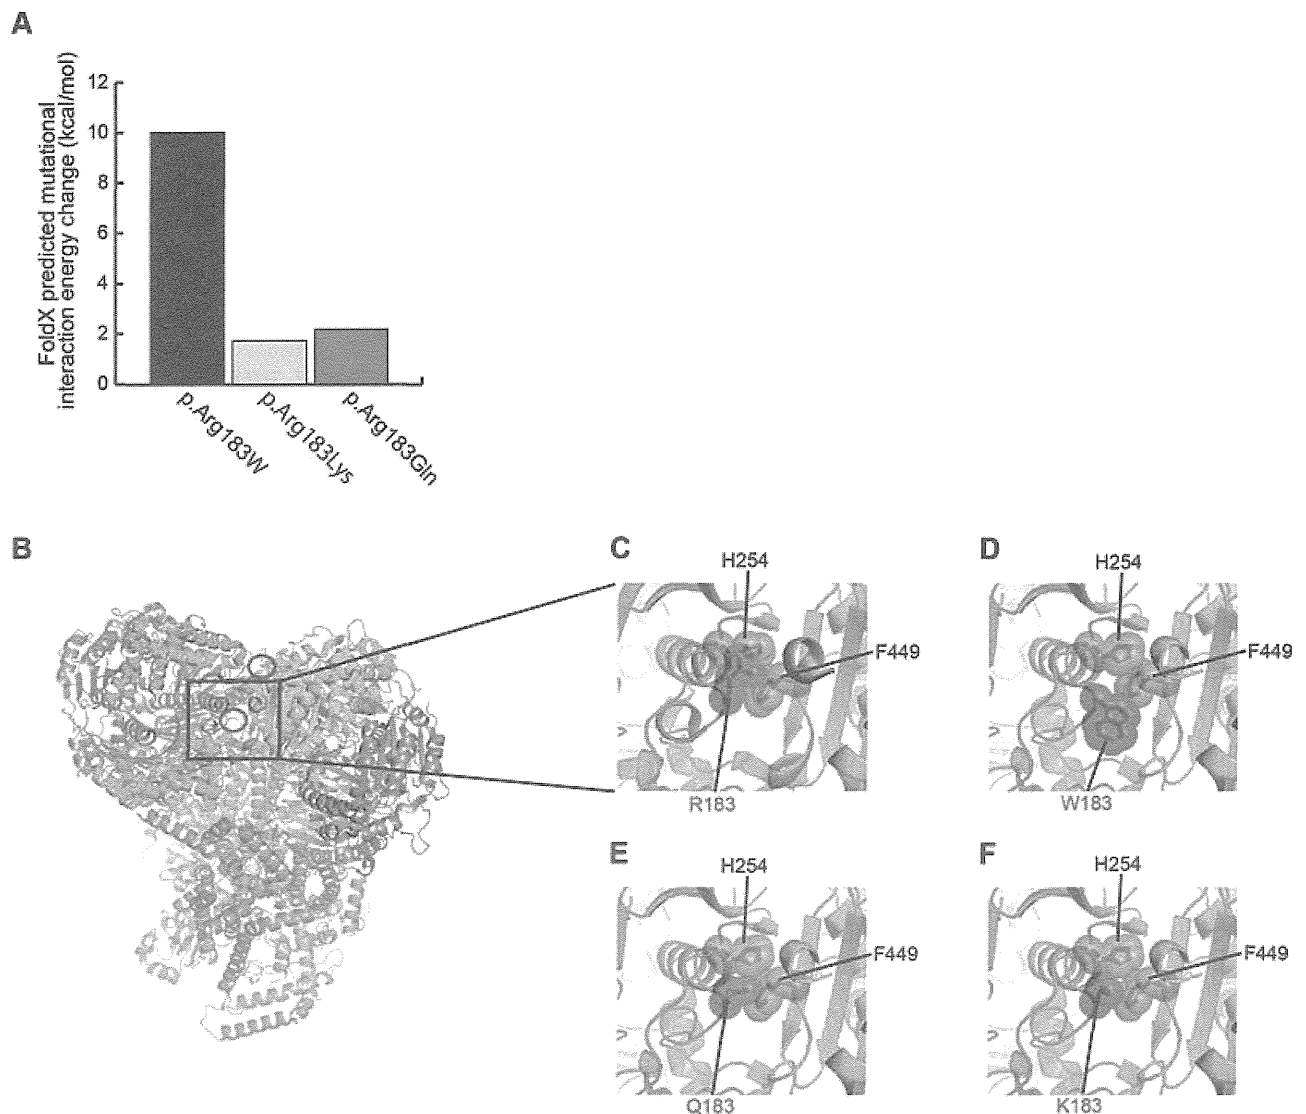 A
FoldX predicted mutational
interaction energy change (kcal/mol)
12
10
8
6
4
2
0
p.Arg183W
p.Arg183Lys
p.Arg183Gln
B
C
H254
F449
R183
D
H254
F449
W183
E
H254
F449
Q183
F
H254
F449
K183